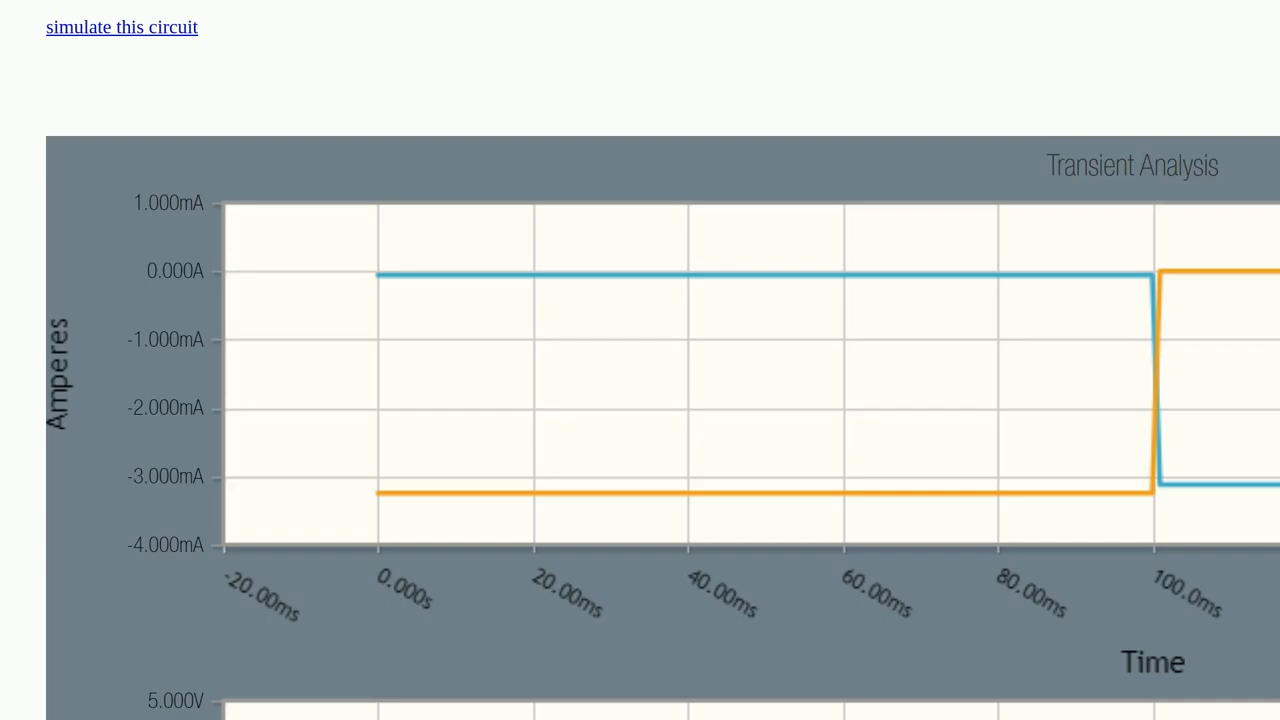 simulate this circuit
Transient Analysis
1.000mA
0.000A
-1.000mA
-2.000mA
-3.000mA
-4.000mA
Amperes
-20.00ms
0.000s
20.00ms
40.00ms
60.00ms
80.00ms
100.0ms
Time
5.000V